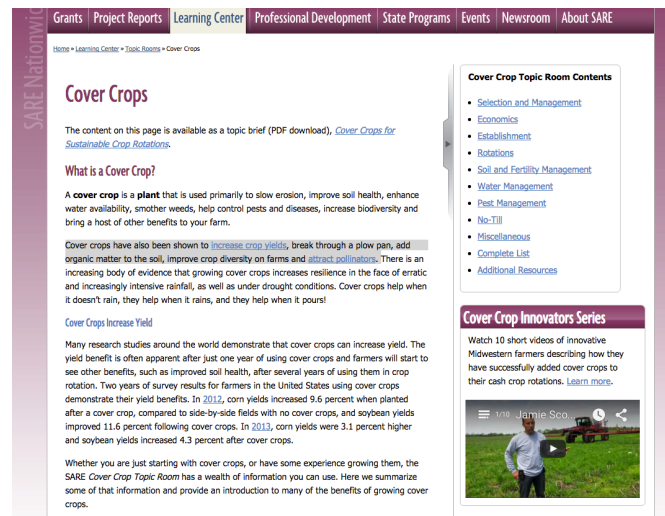 Grants Project Reports Learning Center Professional Development State Programs Events Newsroom About SARE
SARE Nationwid
Home » Learning Center » Topic Rooms » Cover Crops
Cover Crops
The content on this page is available as a topic brief (PDF download), Cover Crops for
Sustainable Crop Rotations.
What is a Cover Crop?
A cover crop is a plant that is used primarily to slow erosion, improve soil health, enhance
water availability, smother weeds, help control pests and diseases, increase biodiversity and
bring a host of other benefits to your farm.
Cover crops have also been shown to increase crop yields, break through a plow pan, add
organic matter to the soil, improve crop diversity on farms and attract pollinators. There is an
increasing body of evidence that growing cover crops increases resilience in the face of erratic
and increasingly intensive rainfall, as well as under drought conditions. Cover crops help when
it doesn't rain, they help when it rains, and they help when it pours!
Cover Crops Increase Yield
Many research studies around the world demonstrate that cover crops can increase yield. The
yield benefit is often apparent after just one year of using cover crops and farmers will start to
see other benefits, such as improved soil health, after several years of using them in crop
rotation. Two years of survey results for farmers in the United States using cover crops
demonstrate their yield benefits. In 2012, corn yields increased 9.6 percent when planted
after a cover crop, compared to side-by-side fields with no cover crops, and soybean yields
improved 11.6 percent following cover crops. In 2013, corn yields were 3.1 percent higher
and soybean yields increased 4.3 percent after cover crops.
Whether you are just starting with cover crops, or have some experience growing them, the
SARE Cover Crop Topic Room has a wealth of information you can use. Here we summarize
some of that information and provide an introduction to many of the benefits of growing cover
crops.
Cover Crop Topic Room Contents
Selection and Management
Economics
Establishment
Rotations
Soil and Fertility Management
Water Management
Pest Management
No-Till
Miscellaneous
Complete List
Additional Resources
Cover Crop Innovators Series
Watch 10 short videos of innovative
Midwestern farmers describing how they
have successfully added cover crops to
their cash crop rotations. Learn more.
1/10 Jamie Sco...